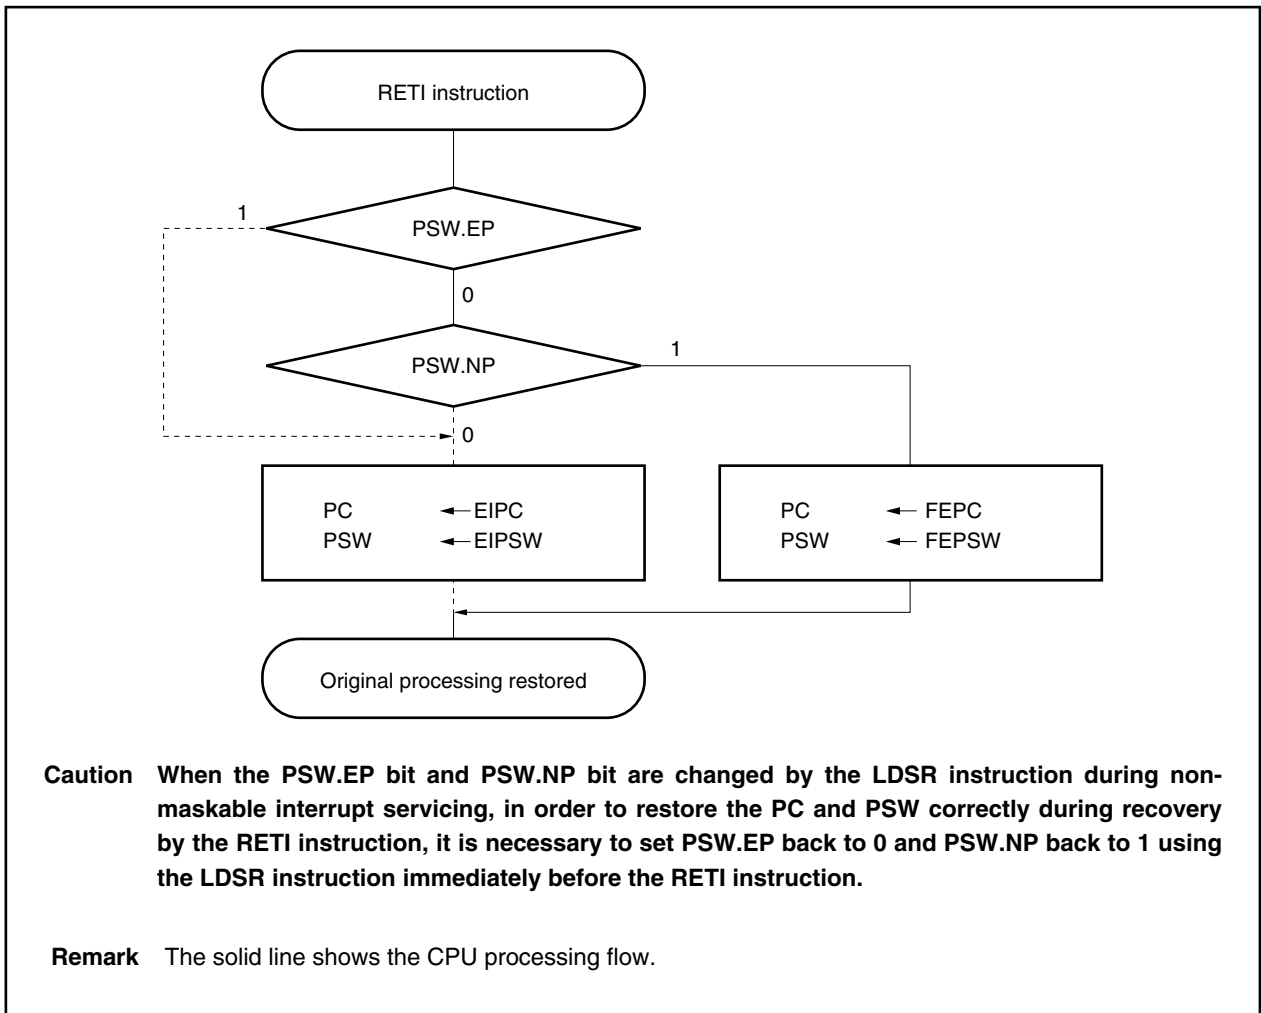 RETI instruction
1
PSW.EP
0
1
PSW.NP
0
PC ← EIPC
PSW ← EIPSW
PC ← FEPC
PSW ← FEPSW
Original processing restored
Caution When the PSW.EP bit and PSW.NP bit are changed by the LDSR instruction during non-
maskable interrupt servicing, in order to restore the PC and PSW correctly during recovery
by the RETI instruction, it is necessary to set PSW.EP back to 0 and PSW.NP back to 1 using
the LDSR instruction immediately before the RETI instruction.
Remark The solid line shows the CPU processing flow.